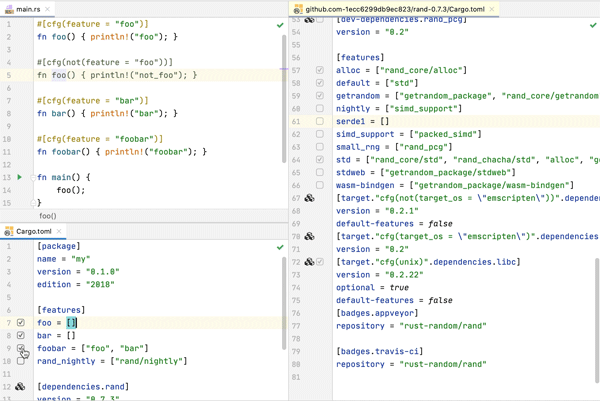 main.rs
1 #[cfg(feature = "foo")]
2 fn foo() { println!("foo"); }
3
4 #[cfg(not(feature = "foo"))]
5 fn foo() { println!("not_foo"); }
6
7 #[cfg(feature = "bar")]
8 fn bar() { println!("bar"); }
9
10 #[cfg(feature = "foobar")]
11 fn foobar() { println!("foobar"); }
12
13 fn main() {
14 foo();
15 }
foo()
Cargo.toml
1 [package]
2 name = "my"
3 version = "0.1.0"
4 edition = "2018"
5
6 [features]
7 foo = []
8 bar = []
9 foobar = ["foo", "bar"]
10 rand_nightly = ["rand/nightly"]
11
12 [dependencies.rand]
13 version = "0.7.3"
github.com-1ecc6299db9ec823/rand-0.7.3/Cargo.toml
53 [dev-dependencies.rand_pcg]
54 version = "0.2"
55
56 [features]
57 alloc = ["rand_core/alloc"]
58 default = ["std"]
59 getrandom = ["getrandom_package", "rand_core/getrandom
60 nightly = ["simd_support"]
61 serde1 = []
62 simd_support = ["packed_simd"]
63 small_rng = ["rand_pcg"]
64 std = ["rand_core/std", "rand_chacha/std", "alloc", "ge
65 stdweb = ["getrandom_package/stdweb"]
66 wasm-bindgen = ["getrandom_package/wasm-bindgen"]
67 [target."cfg(not(target_os = \"emscripten\"))".dependen
68 version = "0.2.1"
69 default-features = false
70 [target."cfg(target_os = \"emscripten\")".dependencies.
71 version = "0.2"
72 [target."cfg(unix)".dependencies.libc]
73 version = "0.2.22"
74 optional = true
75 default-features = false
76 [badges.appveyor]
77 repository = "rust-random/rand"
78
79 [badges.travis-ci]
80 repository = "rust-random/rand"
81